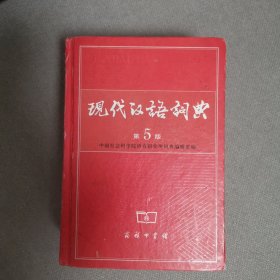 现代汉语詞典
第5版
中国社会科学院语言研究所词典编辑室编
商务印书馆